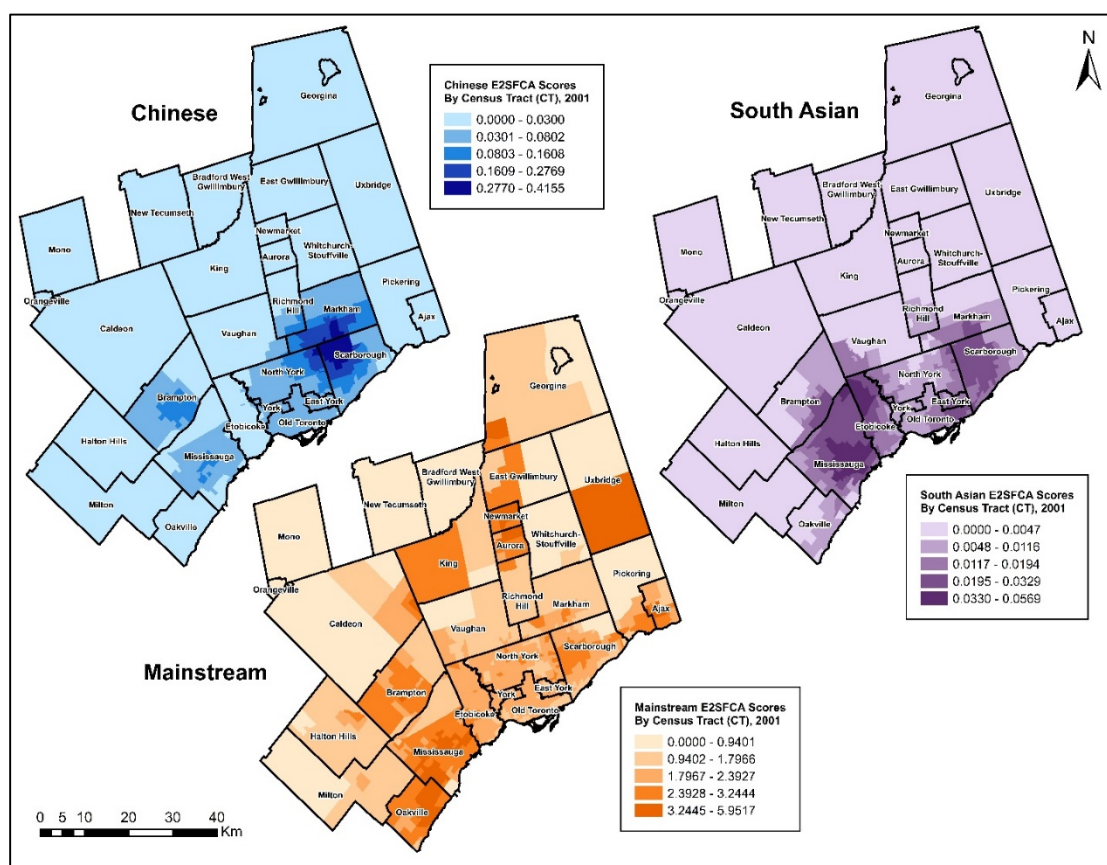 Chinese
Chinese E2SFCA Scores
By Census Tract (CT), 2001
0.0000 - 0.0300
0.0301 - 0.0802
0.0803 - 0.1608
0.1609 - 0.2769
0.2770 - 0.4155
Georgina
Bradford West
Gwillimbury
East Gwillimbury
Uxbridge
New Tecumseth
Mono
Newmarket
Whitchurch-
Stouffville
Aurora
King
Orangeville
Richmond
Hill
Markham
Pickering
Ajax
Caldeon
Vaughan
Scarborough
North York
Brampton
York
East York
Old Toronto
Etobicoke
Halton Hills
Mississauga
Milton
Oakville
South Asian
N
Georgina
Bradford West
Gwillimbury
East Gwillimbury
Uxbridge
New Tecumseth
Mono
Newmarket
Whitchurch-
Stouffville
Aurora
King
Orangeville
Richmond
Hill
Markham
Pickering
Ajax
Caldeon
Vaughan
Scarborough
North York
Brampton
York
East York
Old Toronto
Etobicoke
Halton Hills
Mississauga
Milton
Oakville
South Asian E2SFCA Scores
By Census Tract (CT), 2001
0.0000 - 0.0047
0.0048 - 0.0116
0.0117 - 0.0194
0.0195 - 0.0329
0.0330 - 0.0569
Mainstream
Georgina
Bradford West
Gwillimbury
East Gwillimbury
Uxbridge
New Tecumseth
Mono
Newmarket
Whitchurch-
Stouffville
Aurora
King
Orangeville
Richmond
Hill
Markham
Pickering
Ajax
Caldeon
Vaughan
Scarborough
North York
Brampton
York
East York
Old Toronto
Etobicoke
Halton Hills
Mississauga
Milton
Oakville
Mainstream E2SFCA Scores
By Census Tract (CT), 2001
0.0000 - 0.9401
0.9402 - 1.7966
1.7967 - 2.3927
2.3928 - 3.2444
3.2445 - 5.9517
0 5 10 20 30 40
Km